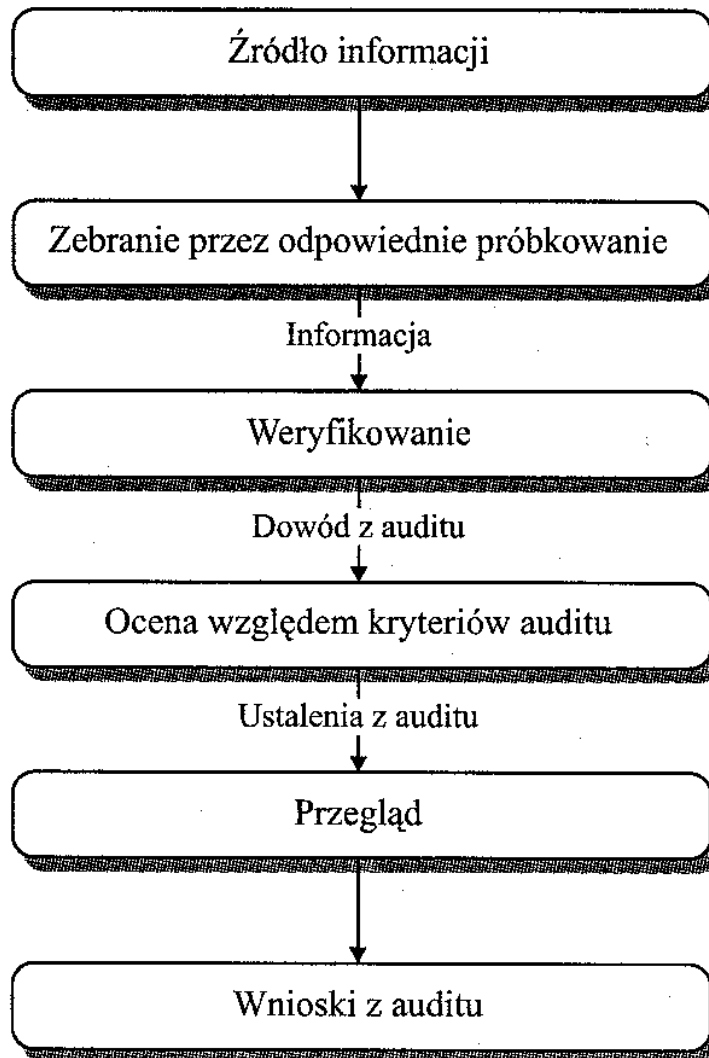 Źródło informacji
Zebranie przez odpowiednie próbkowanie
Informacja
Weryfikowanie
Dowód z auditu
Ocena względem kryteriów auditu
Ustalenia z auditu
Przegląd
Wnioski z auditu